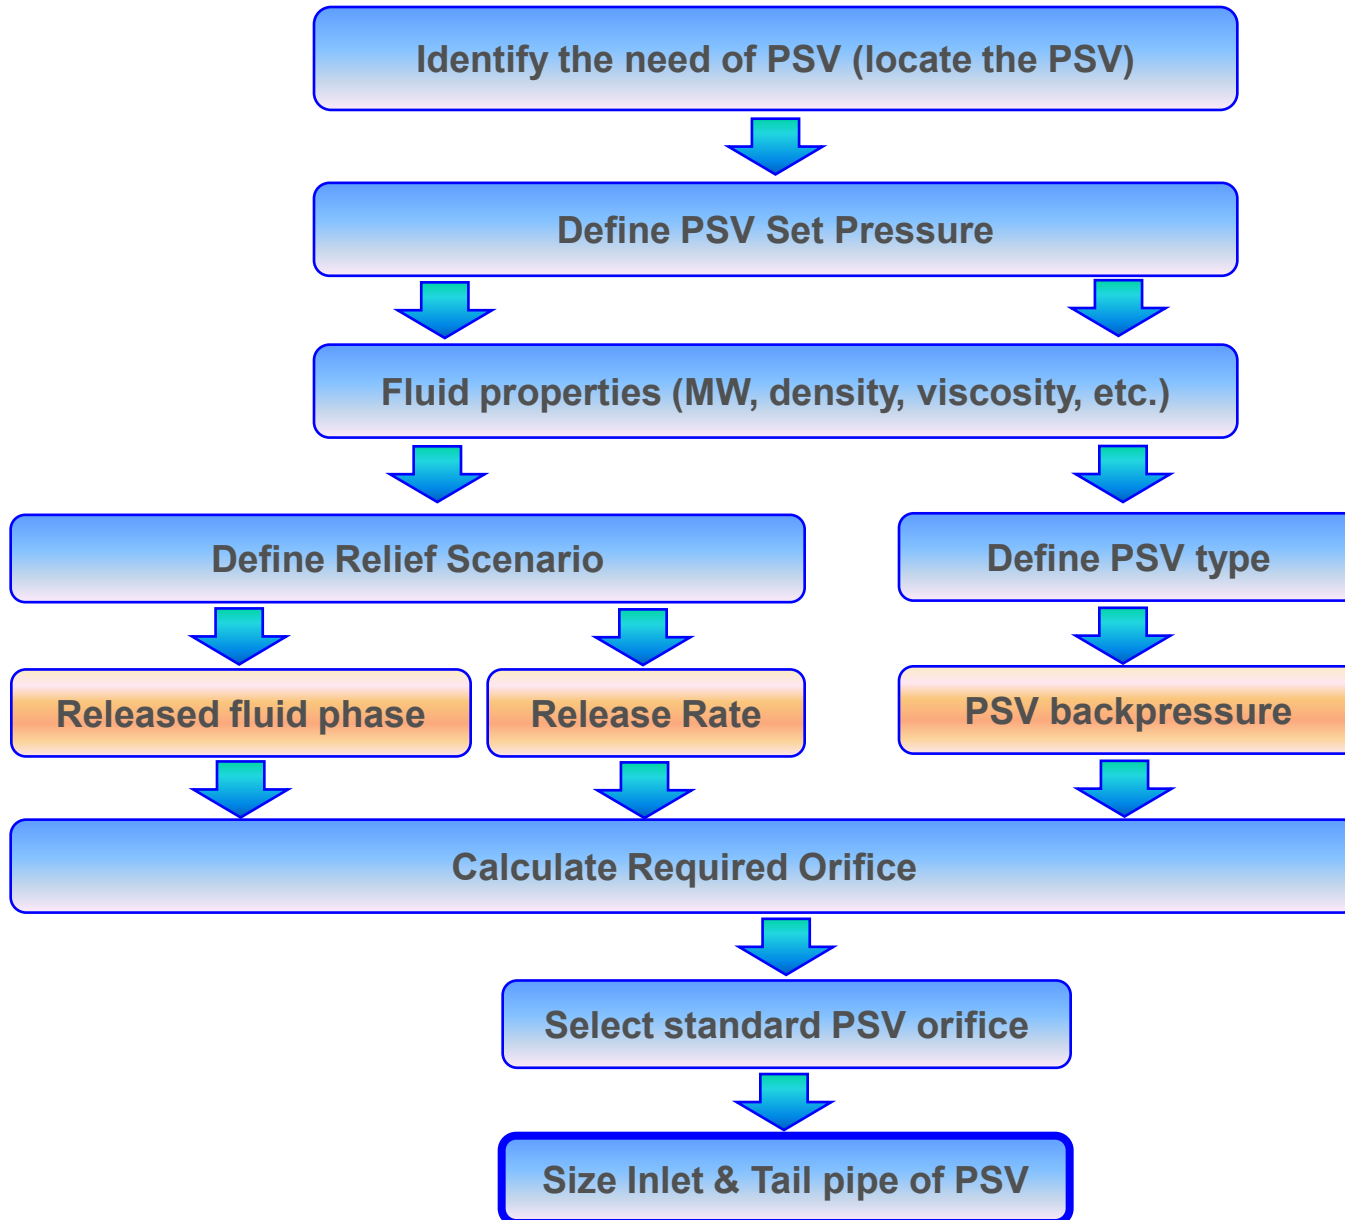 Identify the need of PSV (locate the PSV)
Define PSV Set Pressure
Fluid properties (MW, density, viscosity, etc.)
Define Relief Scenario
Define PSV type
Released fluid phase
Release Rate
PSV backpressure
Calculate Required Orifice
Select standard PSV orifice
Size Inlet & Tail pipe of PSV